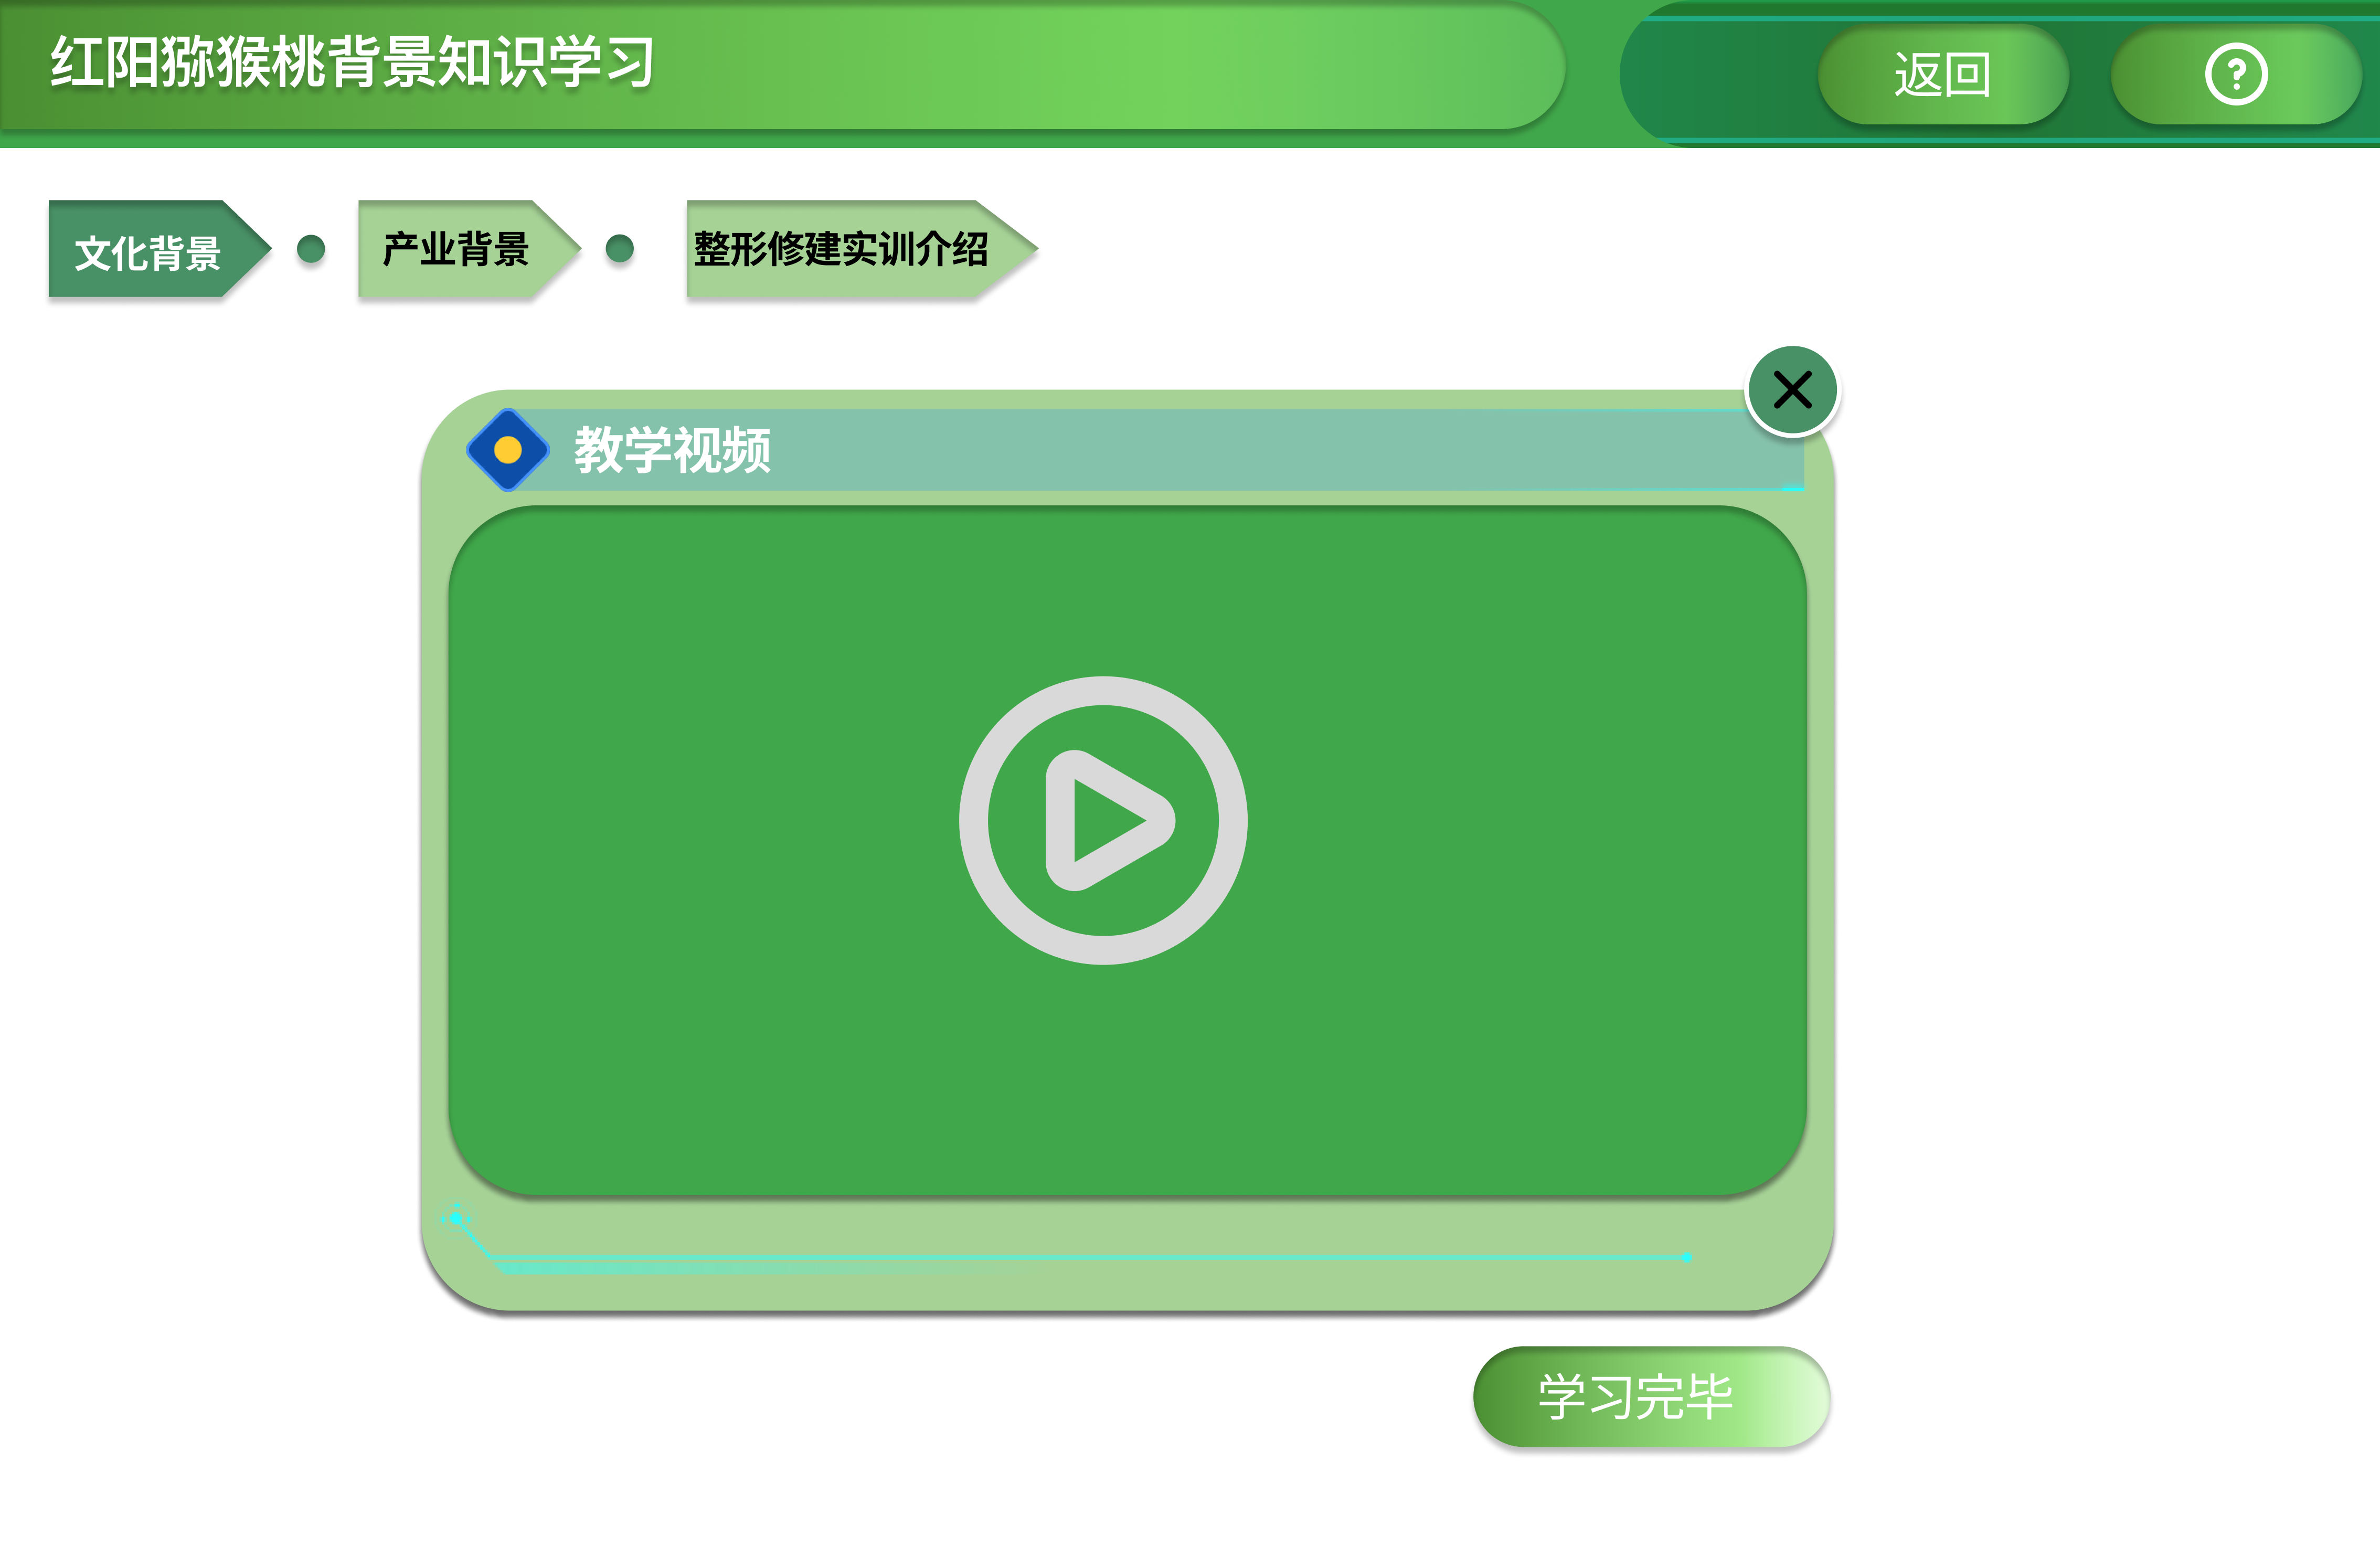 红阳猕猴桃背景知识学习
返回
文化背景
产业背景
整形修建实训介绍
教学视频
学习完毕